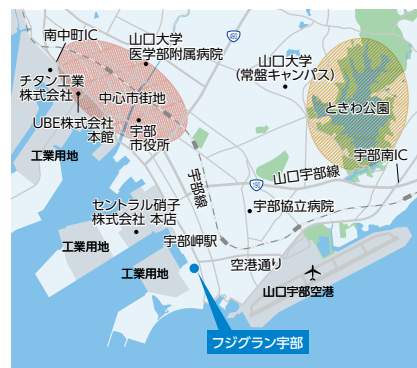 南中町IC
山口大学
医学部附属病院
490
チタン工業
株式会社
中心市街地
山口大学
(常盤キャンパス)
ときわ公園
UBE株式会社
本館
宇部
市役所
工業用地
宇部線
山口宇部線
宇部南IC
190
セントラル硝子
株式会社 本店
宇部協立病院
宇部岬駅
工業用地
工業用地
空港通り
山口宇部空港
フジグラン宇部